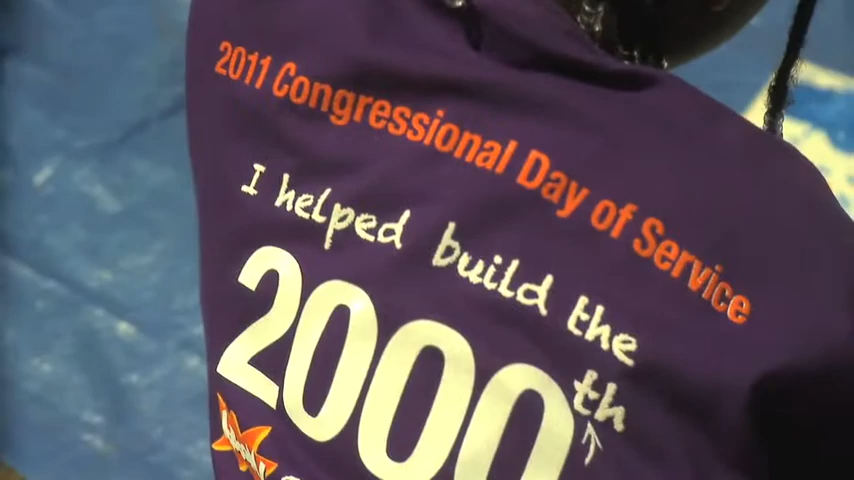 2011 Congressional Day of Service
I helped build the
2000th